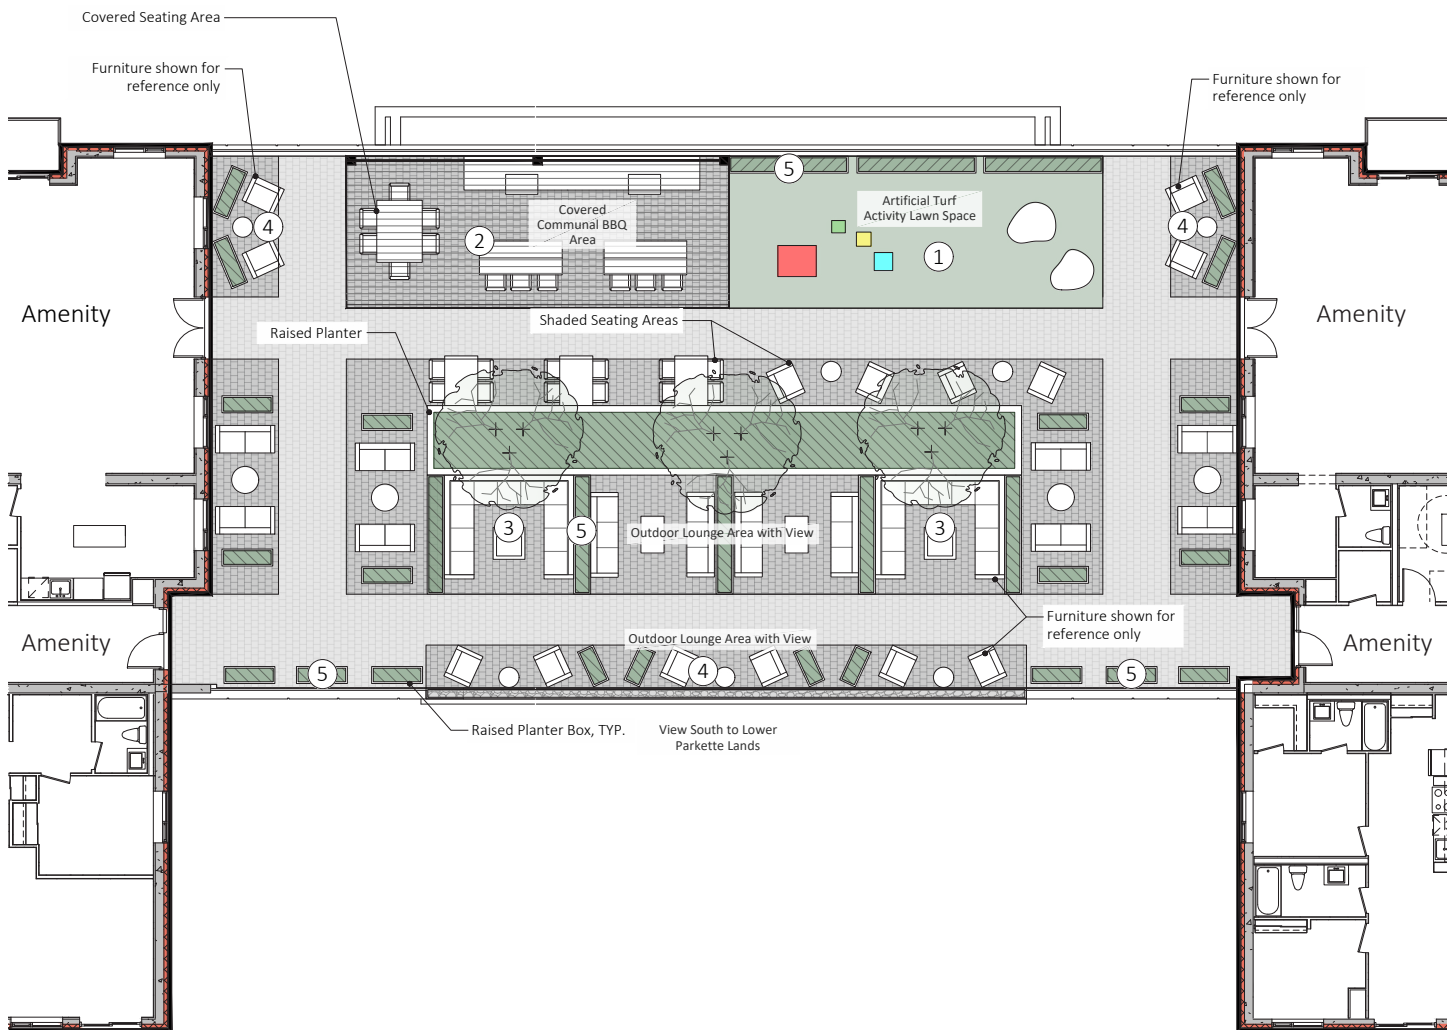 Covered Seating Area
Furniture shown for
reference only
Furniture shown for
reference only
5
Artificial Turf
Activity Lawn Space
Covered
Communal BBQ
Area
4
2
1
4
Amenity
Amenity
Raised Planter
Shaded Seating Areas
3
5
Outdoor Lounge Area with View
3
Furniture shown for
reference only
Amenity
Amenity
Outdoor Lounge Area with View
5
4
5
Raised Planter Box, TYP.
View South to Lower
Parkette Lands